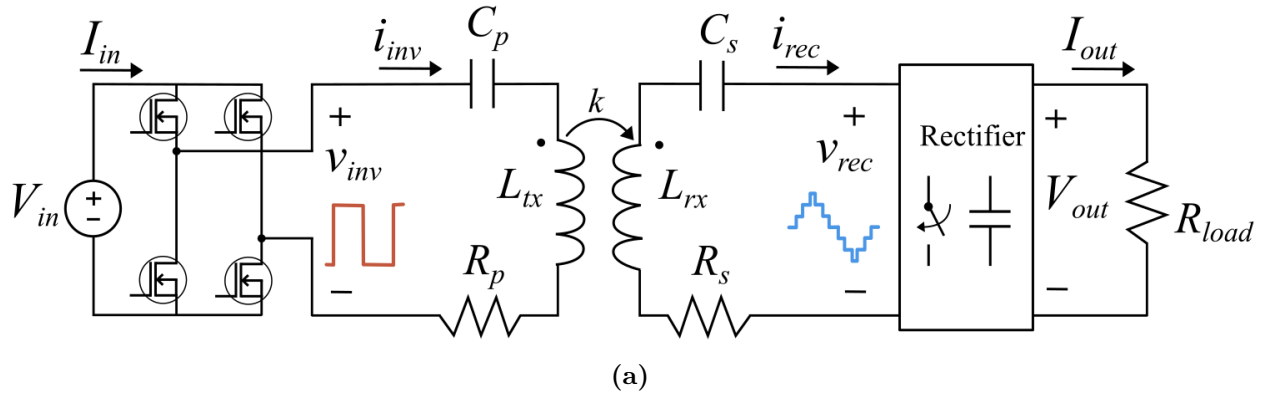 I_in
i_inv
C_p
C_s
i_rec
I_out
k
+
+
+
Rectifier
V_in
+
−
v_inv
L_tx
L_rx
v_rec
V_out
R_load
R_p
R_s
−
−
−
(a)